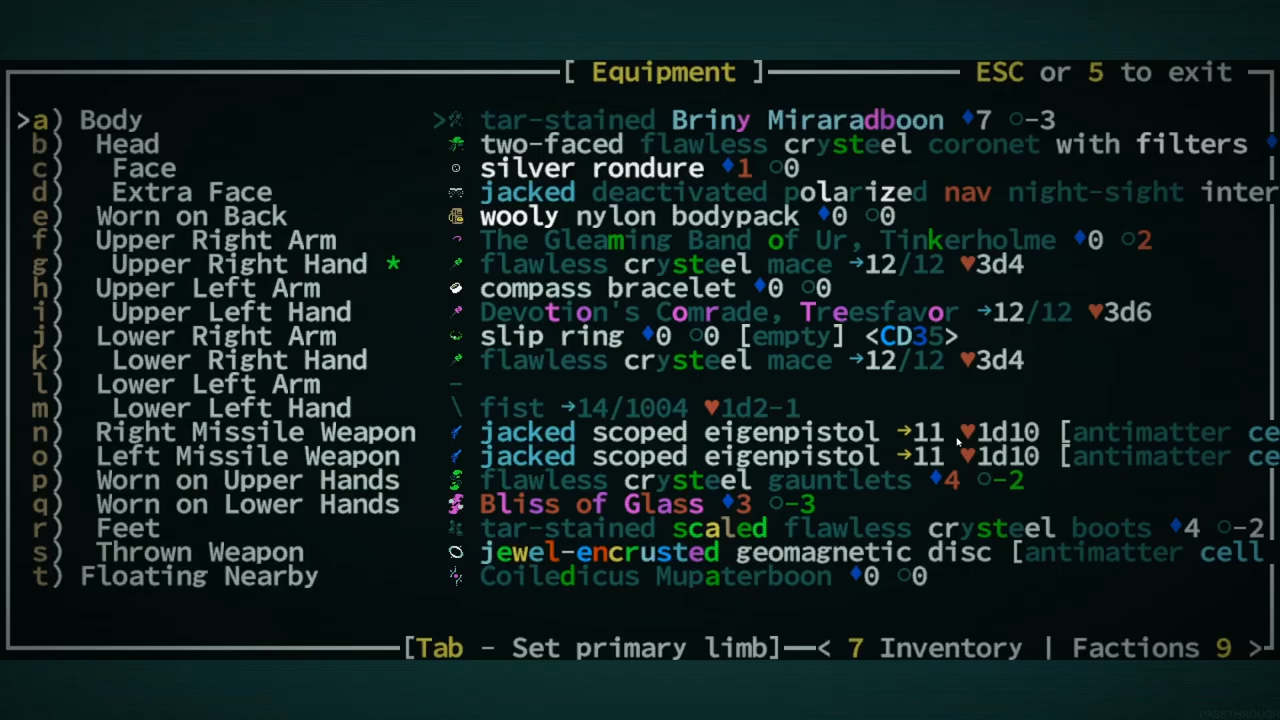 [ Equipment ] ESC or 5 to exit
>a) Body > tar-stained Briny Miraradboon ♦7 ○-3
b) Head two-faced flawless crysteel coronet with filters ♦
c) Face silver rondure ♦1 ○0
d) Extra Face jacked deactivated polarized nav night-sight inter
e) Worn on Back wooly nylon bodypack ♦0 ○0
f) Upper Right Arm The Gleaming Band of Ur, Tinkerholme ♦0 ○2
g) Upper Right Hand * flawless crysteel mace →12/12 ♥3d4
h) Upper Left Arm compass bracelet ♦0 ○0
i) Upper Left Hand Devotion's Comrade, Treesfavor →12/12 ♥3d6
j) Lower Right Arm slip ring ♦0 ○0 [empty] <CD35>
k) Lower Right Hand flawless crysteel mace →12/12 ♥3d4
l) Lower Left Arm –
m) Lower Left Hand \ fist →14/1004 ♥1d2-1
n) Right Missile Weapon jacked scoped eigenpistol →11 ♥1d10 [antimatter ce
o) Left Missile Weapon jacked scoped eigenpistol →11 ♥1d10 [antimatter ce
p) Worn on Upper Hands flawless crysteel gauntlets ♦4 ○-2
q) Worn on Lower Hands Bliss of Glass ♦3 ○-3
r) Feet tar-stained scaled flawless crysteel boots ♦4 ○-2
s) Thrown Weapon jewel-encrusted geomagnetic disc [antimatter cell
t) Floating Nearby Coiledicus Mupaterboon ♦0 ○0
[Tab - Set primary limb] < 7 Inventory | Factions 9 >